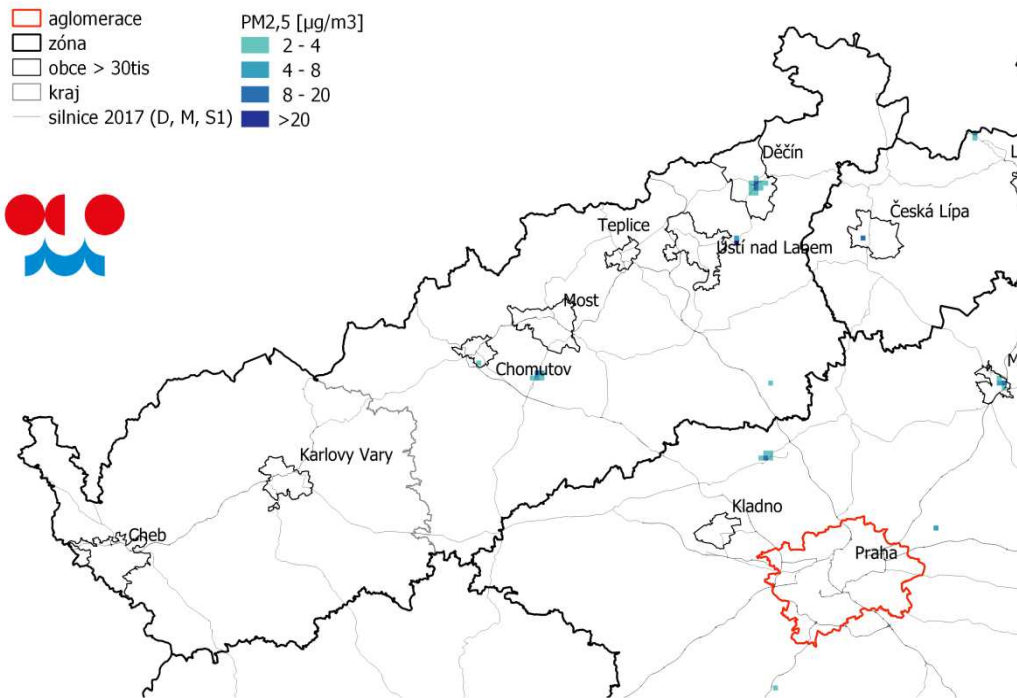 aglomerace
zóna
obce > 30tis
kraj
silnice 2017 (D, M, S1)
PM2,5 [µg/m3]
2 - 4
4 - 8
8 - 20
>20
Děčín
L
Česká Lípa
Teplice
Ústí nad Labem
Most
Chomutov
M
Karlovy Vary
Kladno
Cheb
Praha